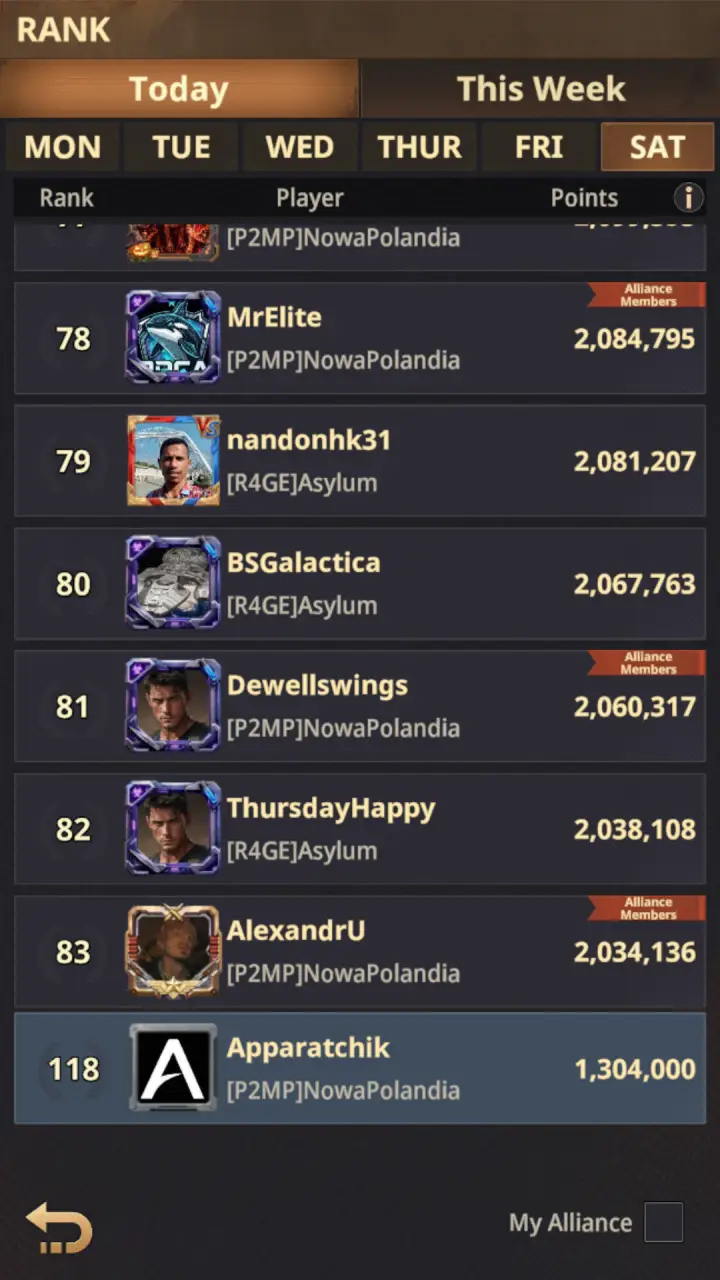 RANK
Today
This Week
MON TUE WED THUR FRI SAT
Rank Player Points
[P2MP]NowaPolandia
Alliance Members
78
MrElite
[P2MP]NowaPolandia
2,084,795
79
nandonhk31
[R4GE]Asylum
2,081,207
80
BSGalactica
[R4GE]Asylum
2,067,763
Alliance Members
81
Dewellswings
[P2MP]NowaPolandia
2,060,317
82
ThursdayHappy
[R4GE]Asylum
2,038,108
Alliance Members
83
AlexandrU
[P2MP]NowaPolandia
2,034,136
118
Apparatchik
[P2MP]NowaPolandia
1,304,000
My Alliance